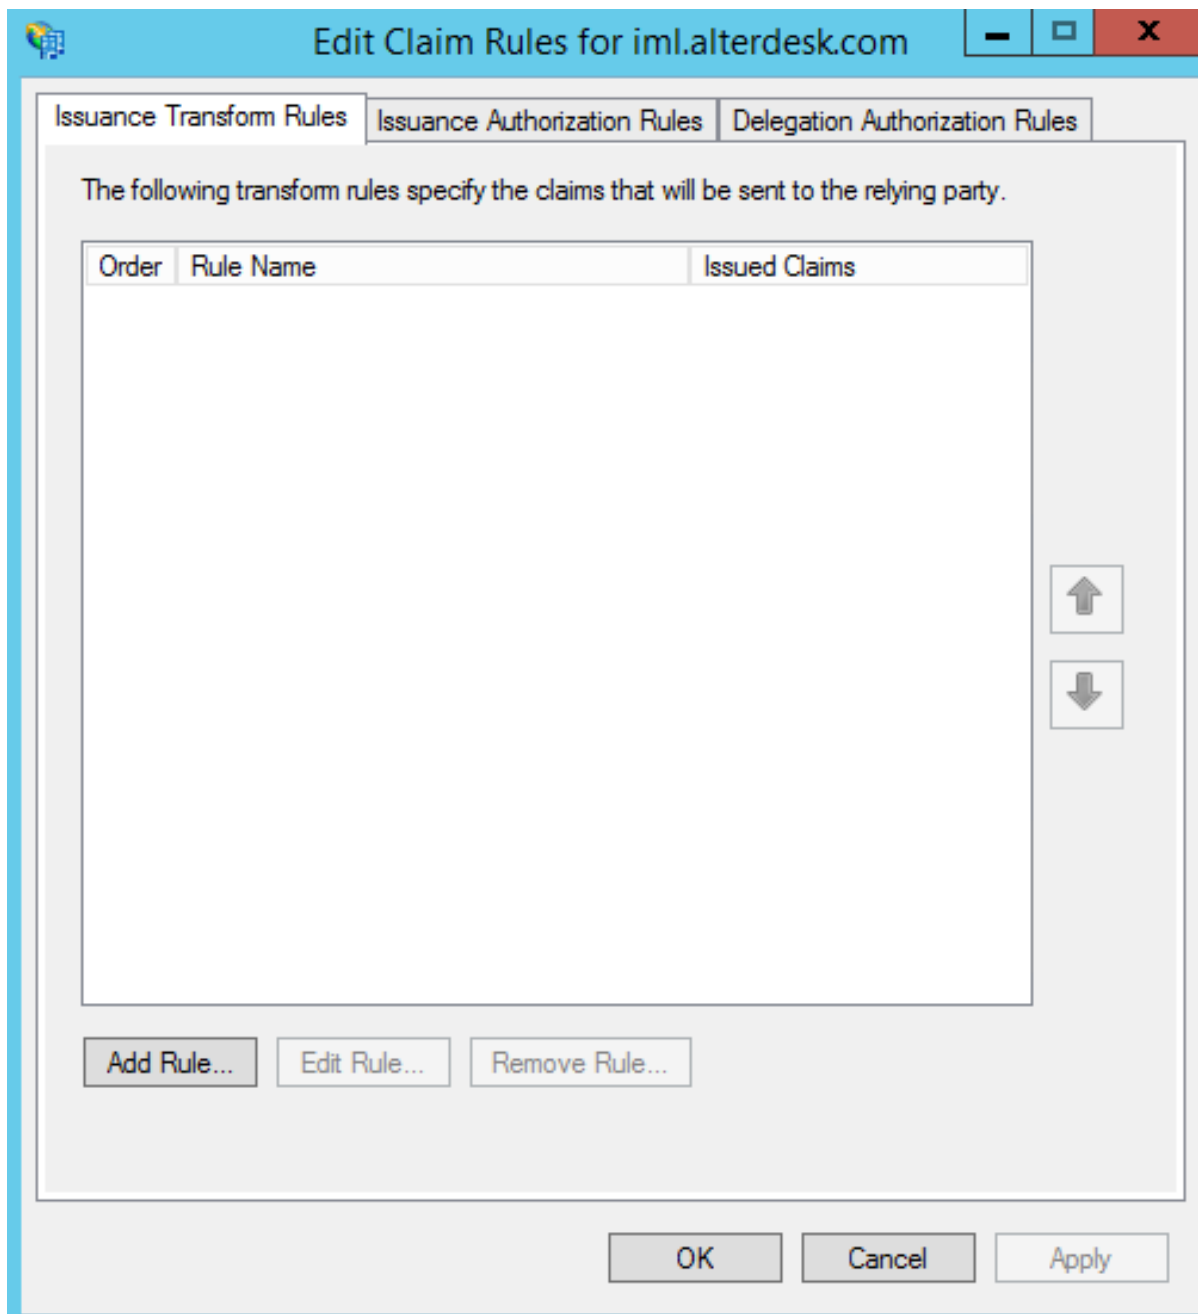 Edit Claim Rules for iml.alterdesk.com
Issuance Transform Rules Issuance Authorization Rules Delegation Authorization Rules
The following transform rules specify the claims that will be sent to the relying party.
Order Rule Name Issued Claims
Add Rule... Edit Rule... Remove Rule...
OK Cancel Apply